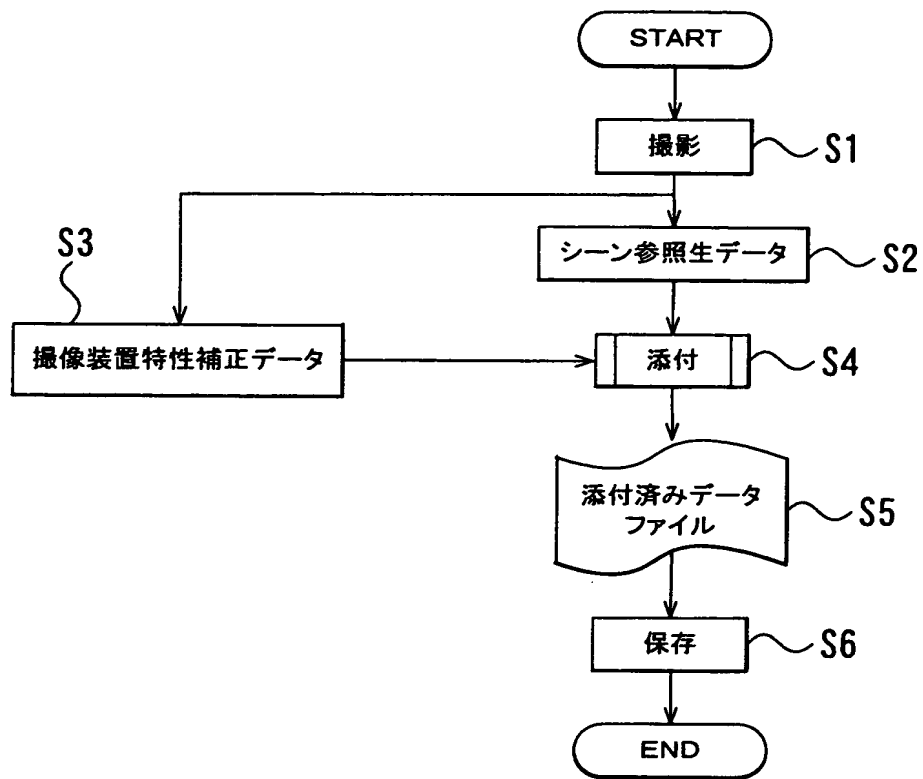 START
撮影
S1
シーン参照生データ
S2
S3
撮像装置特性補正データ
添付
S4
添付済みデータ
ファイル
S5
保存
S6
END